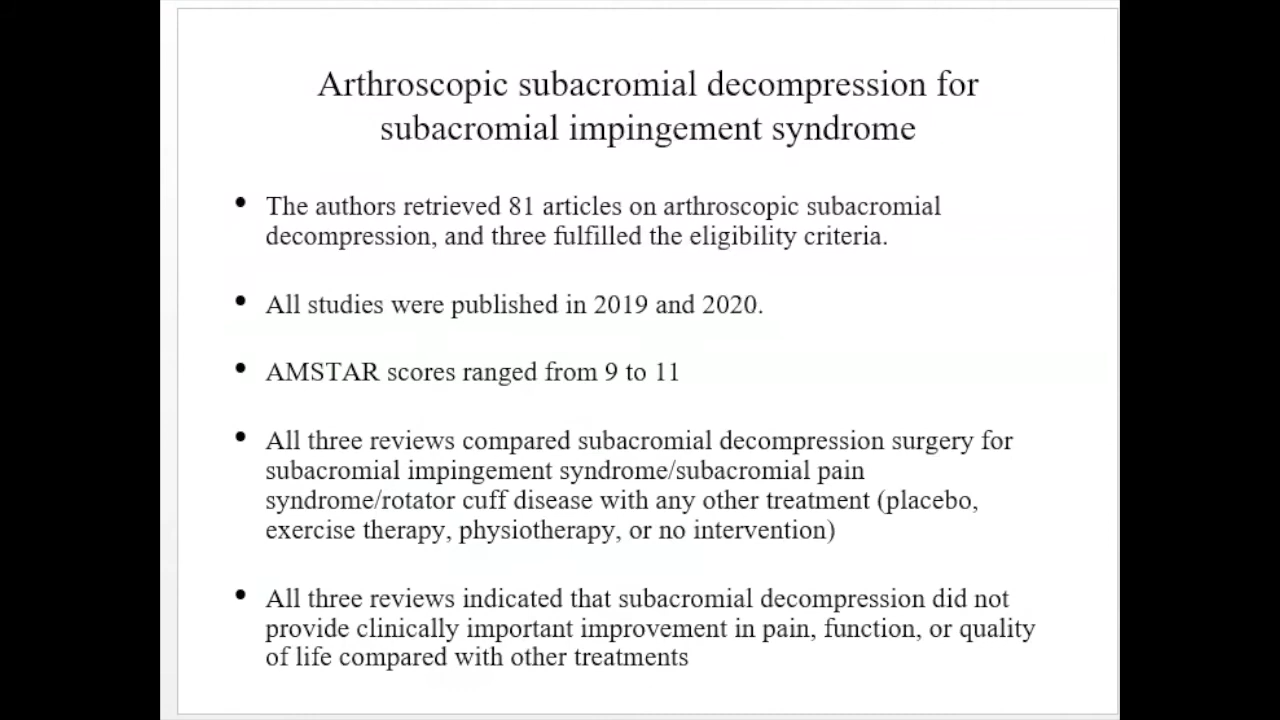 Arthroscopic subacromial decompression for
subacromial impingement syndrome
• The authors retrieved 81 articles on arthroscopic subacromial
decompression, and three fulfilled the eligibility criteria.
• All studies were published in 2019 and 2020.
• AMSTAR scores ranged from 9 to 11
• All three reviews compared subacromial decompression surgery for
subacromial impingement syndrome/subacromial pain
syndrome/rotator cuff disease with any other treatment (placebo,
exercise therapy, physiotherapy, or no intervention)
• All three reviews indicated that subacromial decompression did not
provide clinically important improvement in pain, function, or quality
of life compared with other treatments